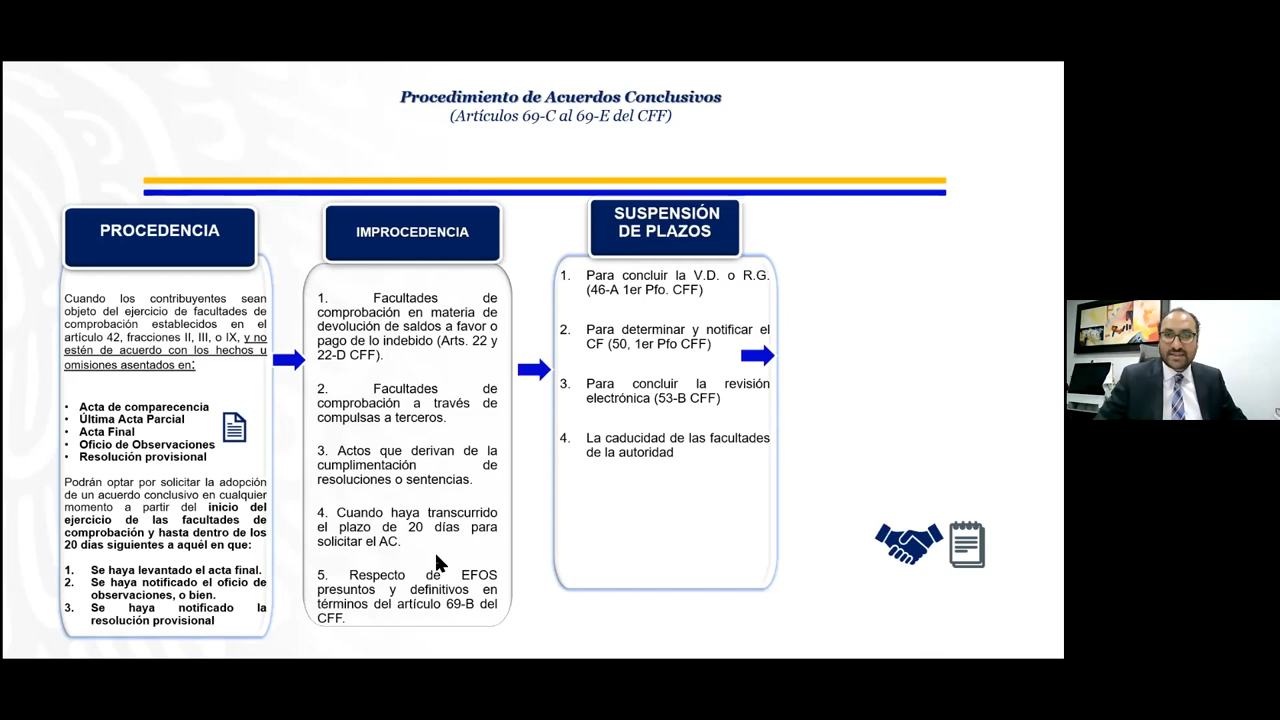 Procedimiento de Acuerdos Conclusivos
(Artículos 69-C al 69-E del CFF)
PROCEDENCIA
Cuando los contribuyentes sean
objeto del ejercicio de facultades de
comprobación establecidos en el
artículo 42, fracciones II, III, o IX, y no
estén de acuerdo con los hechos u
omisiones asentados en:
• Acta de comparecencia
• Última Acta Parcial
• Acta Final
• Oficio de Observaciones
• Resolución provisional
Podrán optar por solicitar la adopción
de un acuerdo conclusivo en cualquier
momento a partir del inicio del
ejercicio de las facultades de
comprobación y hasta dentro de los
20 días siguientes a aquél en que:
1. Se haya levantado el acta final.
2. Se haya notificado el oficio de
observaciones, o bien.
3. Se haya notificado la
resolución provisional
IMPROCEDENCIA
1. Facultades de
comprobación en materia de
devolución de saldos a favor o
pago de lo indebido (Arts. 22 y
22-D CFF).
2. Facultades de
comprobación a través de
compulsas a terceros.
3. Actos que derivan de la
cumplimentación de
resoluciones o sentencias.
4. Cuando haya transcurrido
el plazo de 20 días para
solicitar el AC.
5. Respecto de EFOS
presuntos y definitivos en
términos del artículo 69-B del
CFF.
SUSPENSIÓN
DE PLAZOS
1. Para concluir la V.D. o R.G.
(46-A 1er Pfo. CFF)
2. Para determinar y notificar el
CF (50, 1er Pfo CFF)
3. Para concluir la revisión
electrónica (53-B CFF)
4. La caducidad de las facultades
de la autoridad